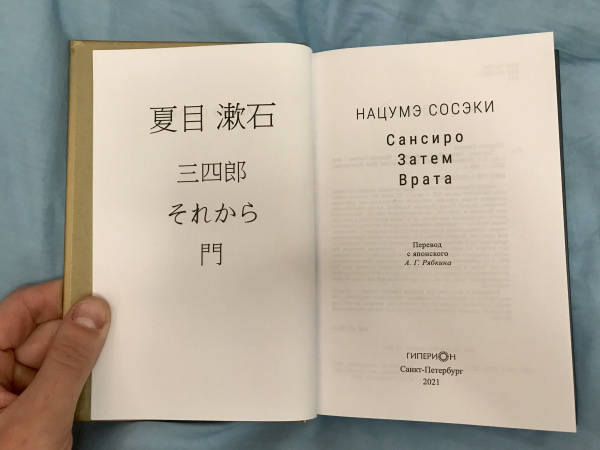 夏目 漱石
三四郎
それから
門
НАЦУМЭ СОСЭКИ
Сансиро
Затем
Врата
Перевод
с японского
А. Г. Рябкина
ГИПЕРИОН
Санкт-Петербург
2021